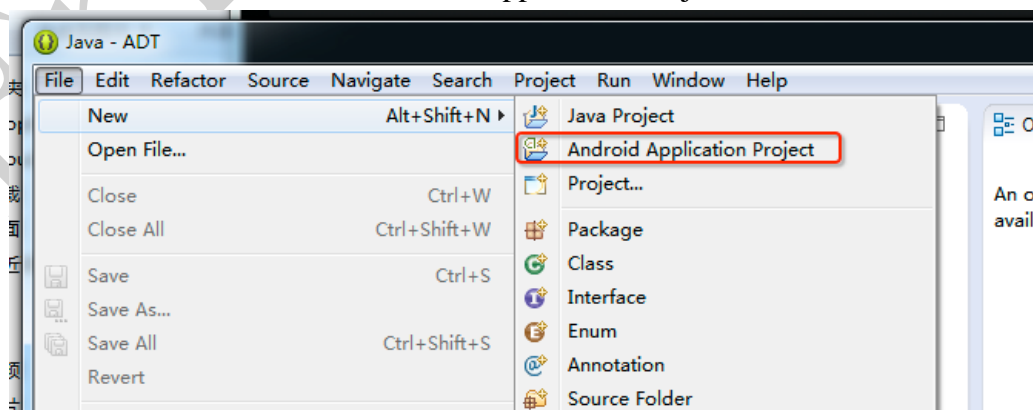 Java - ADT
File Edit Refactor Source Navigate Search Project Run Window Help
New Alt+Shift+N
Open File...
Close Ctrl+W
Close All Ctrl+Shift+W
Save Ctrl+S
Save As...
Save All Ctrl+Shift+S
Revert
Java Project
Android Application Project
Project...
Package
Class
Interface
Enum
Annotation
Source Folder
An o
avail